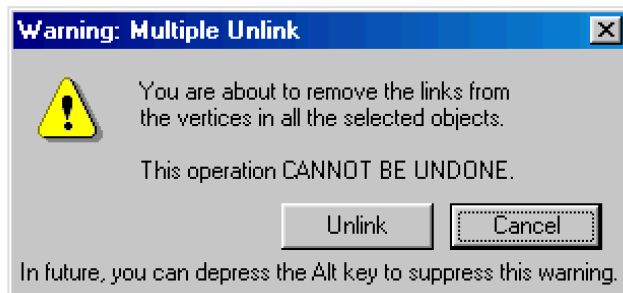 Warning: Multiple Unlink
You are about to remove the links from
the vertices in all the selected objects.
This operation CANNOT BE UNDONE.
Unlink
Cancel
In future, you can depress the Alt key to suppress this warning.